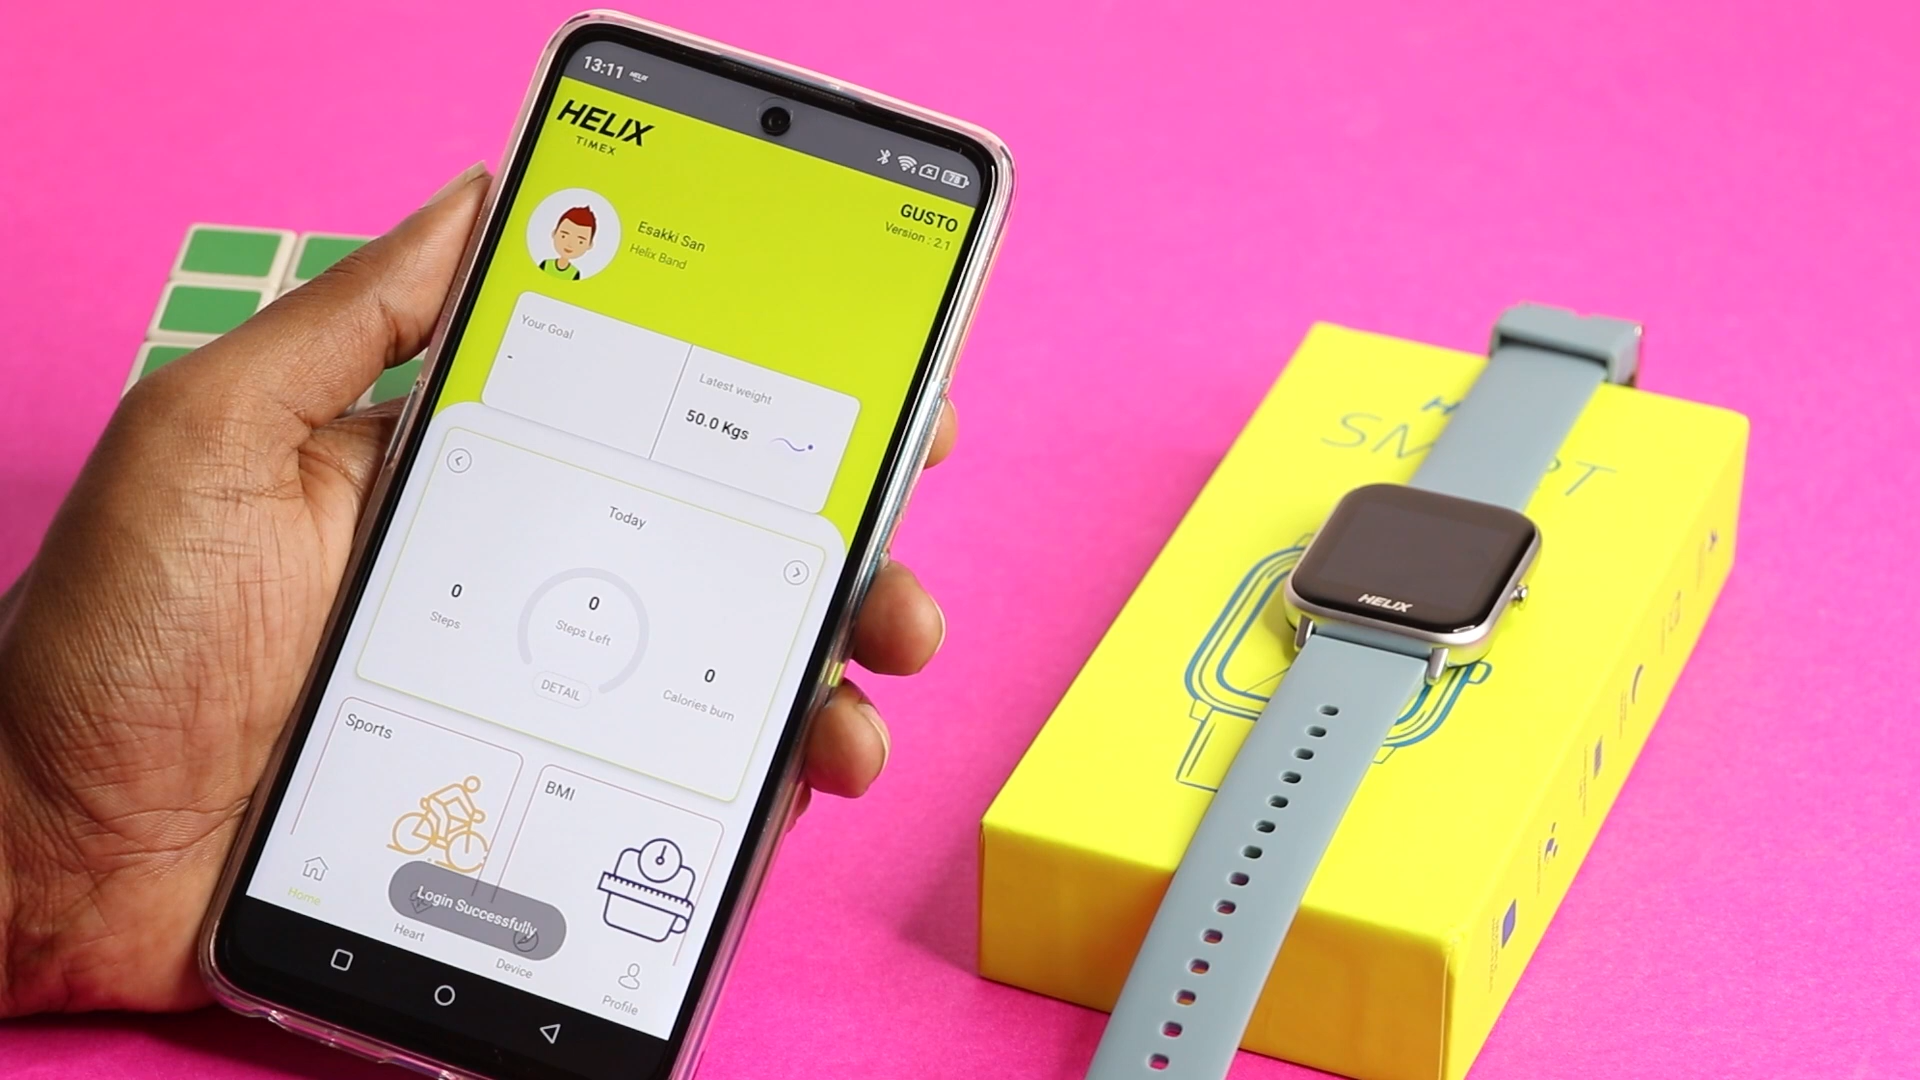 13:11
HELIX
TIMEX
78
GUSTO
Version : 2.1
Esakki San
Helix Band
Your Goal
-
Latest weight
50.0 Kgs
Today
0
Steps
0
Steps Left
0
Calories burn
DETAIL
Sports
BMI
Login Successfully
Home
Heart
Device
Profile
HELIX